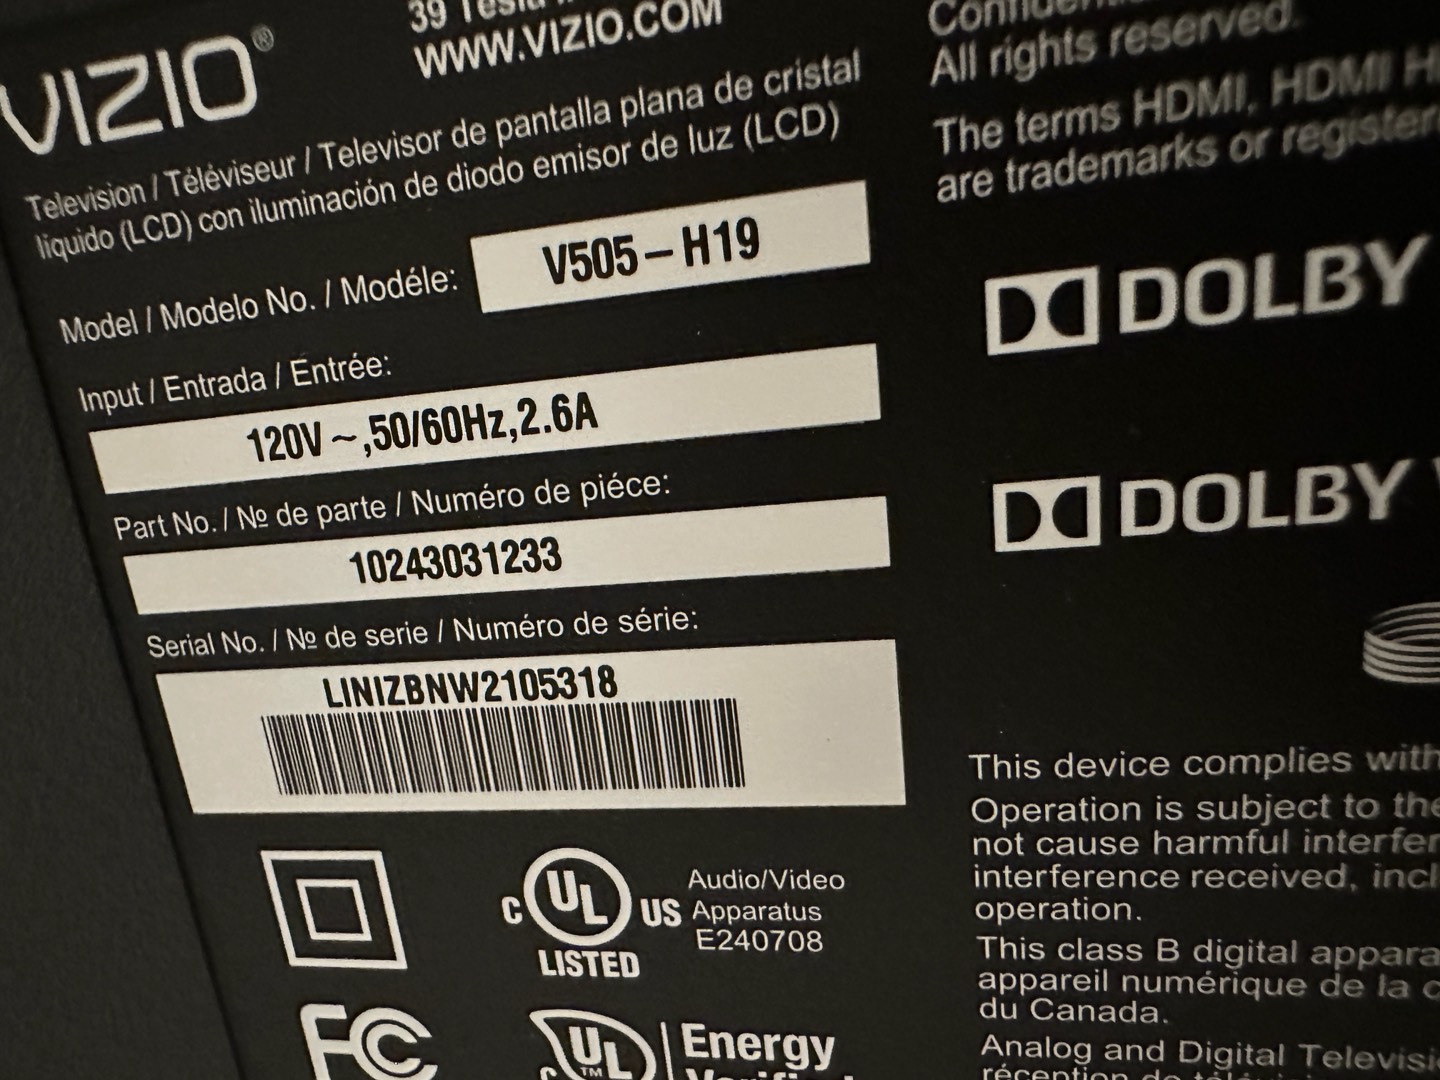 VIZIO®
39
WWW.VIZIO.COM
Television / Téléviseur / Televisor de pantalla plana de cristal
líquido (LCD) con iluminación de diodo emisor de luz (LCD)
Model / Modelo No. / Modéle:
V505-H19
Input / Entrada / Entrée:
120V~,50/60Hz,2.6A
Part No. / Nº de parte / Numéro de piéce:
10243031233
Serial No. / Nº de serie / Numéro de série:
LINIZBNW2105318
C UL US
LISTED
Audio/Video
Apparatus
E240708
FC
UL
TM
C
Energy
All rights reserved.
The terms HDMI, HDMI
are trademarks or
DOLBY
DOLBY
This device complies with
Operation is subject to the
not cause harmful
interference received,
operation.
This class B digital
appareil numérique de la
du Canada.
Analog and Digital